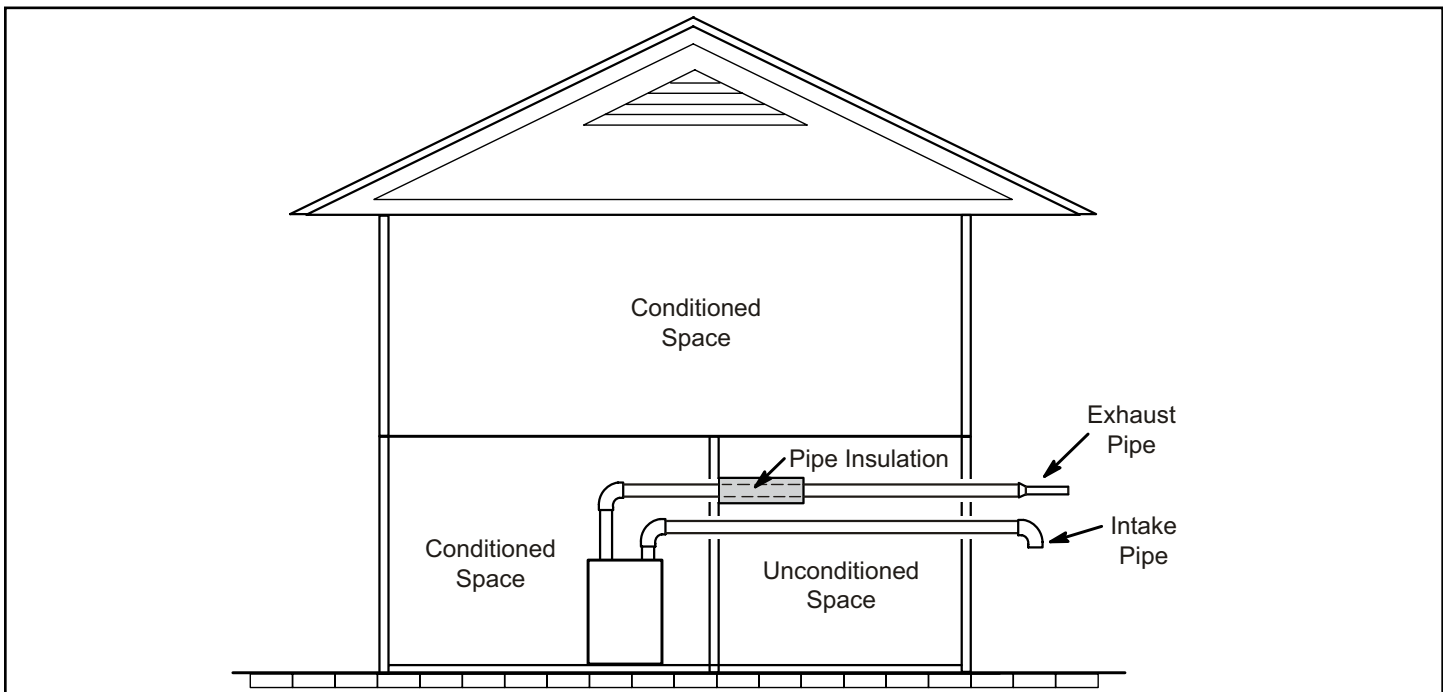 Conditioned
Space
Exhaust
Pipe
Pipe Insulation
Intake
Pipe
Conditioned
Space
Unconditioned
Space